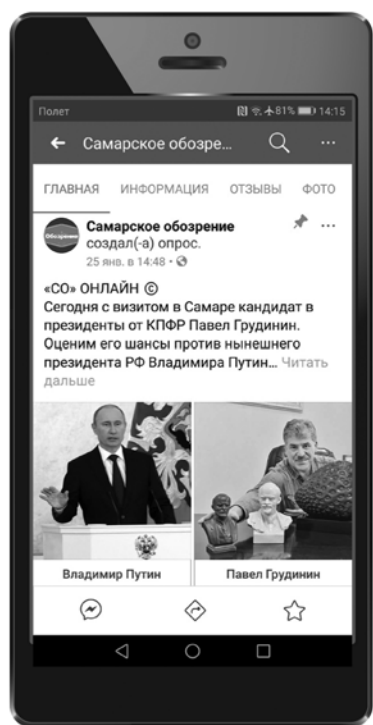 Полет 81% 14:15
Самарское обозре...
ГЛАВНАЯ ИНФОРМАЦИЯ ОТЗЫВЫ ФОТО
Обозрение
Самарское обозрение
создал(-а) опрос.
25 янв. в 14:48
«СО» ОНЛАЙН ©
Сегодня с визитом в Самаре кандидат в
президенты от КПФР Павел Грудинин.
Оценим его шансы против нынешнего
президента РФ Владимира Путин... Читать
дальше
Владимир Путин Павел Грудинин